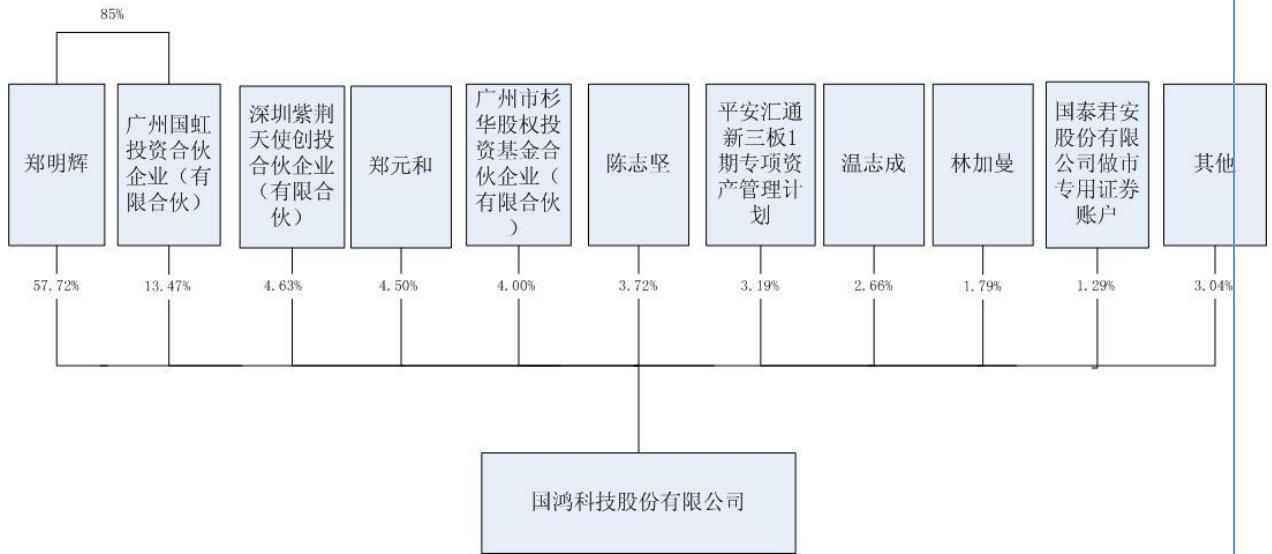 85%
郑明辉
广州国虹
投资合伙
企业（有
限合伙）
深圳紫荆
天使创投
合伙企业
（有限合
伙）
郑元和
广州市杉
华股权投
资基金合
伙企业（
有限合伙
）
陈志坚
平安汇通
新三板1
期专项资
产管理计
划
温志成
林加曼
国泰君安
股份有限
公司做市
专用证券
账户
其他
57.72%
13.47%
4.63%
4.50%
4.00%
3.72%
3.19%
2.66%
1.79%
1.29%
3.04%
国鸿科技股份有限公司